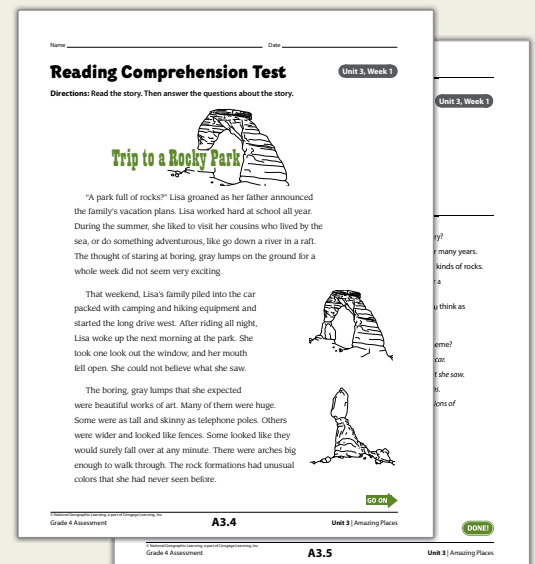 Name
Date
Reading Comprehension Test
Unit 3, Week 1
Directions: Read the story. Then answer the questions about the story.
Trip to a Rocky Park
"A park full of rocks?" Lisa groaned as her father announced
the family's vacation plans. Lisa worked hard at school all year.
During the summer, she liked to visit her cousins who lived by the
sea, or do something adventurous, like go down a river in a raft.
The thought of staring at boring, gray lumps on the ground for a
whole week did not seem very exciting.
That weekend, Lisa's family piled into the car
packed with camping and hiking equipment and
started the long drive west. After riding all night,
Lisa woke up the next morning at the park. She
took one look out the window, and her mouth
fell open. She could not believe what she saw.
The boring, gray lumps that she expected
were beautiful works of art. Many of them were huge.
Some were as tall and skinny as telephone poles. Others
were wider and looked like fences. Some looked like they
would surely fall over at any minute. There were arches big
enough to walk through. The rock formations had unusual
colors that she had never seen before.
GO ON
© National Geographic Learning, a part of Cengage Learning, Inc.
Grade 4 Assessment
A3.4
Unit 3 | Amazing Places
Unit 3, Week 1
ry?
r many years.
kinds of rocks.
r a
u think as
eme?
car.
t she saw.
ns.
ions of
DONE!
© National Geographic Learning, a part of Cengage Learning, Inc.
Grade 4 Assessment
A3.5
Unit 3 | Amazing Places